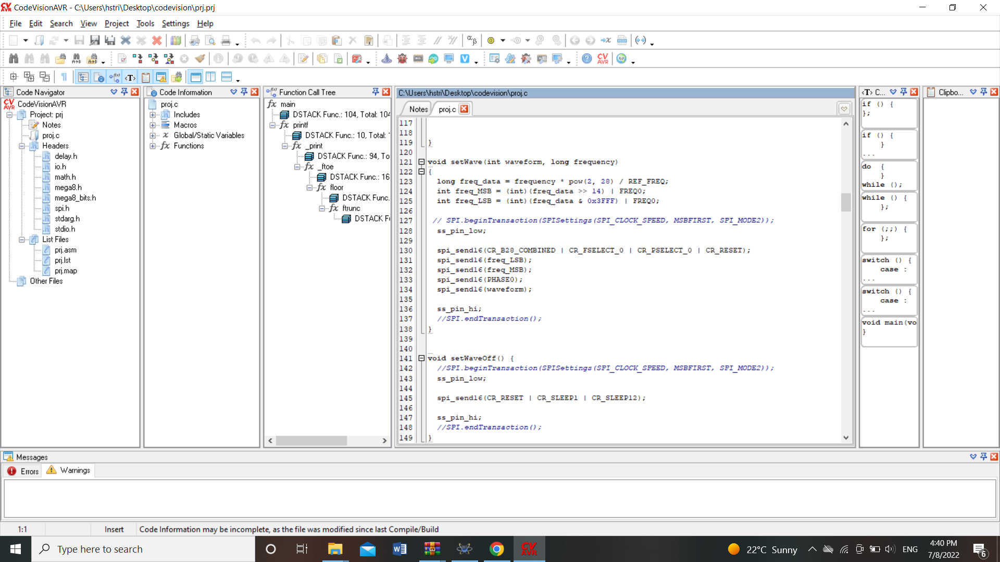 CodeVisionAVR - C:\Users\hstri\Desktop\codevision\prj.prj
File Edit Search View Project Tools Settings Help
Code Navigator
CodeVisionAVR
Project: prj
Notes
proj.c
Headers
delay.h
io.h
math.h
mega8.h
mega8_bits.h
spi.h
stdarg.h
stdio.h
List Files
prj.asm
prj.lst
prj.map
Other Files
Code Information
proj.c
Includes
Macros
Global/Static Variables
Functions
Function Call Tree
main
DSTACK Func.: 104, Total: 104
printf
DSTACK Func.: 10, Total:
_print
DSTACK Func.: 94, To
_ftoe
DSTACK Func.: 16
floor
DSTACK Func.
ftrunc
DSTACK F
C:\Users\hstri\Desktop\codevision\proj.c
Notes proj.c
117
118
119 }
120
121 void setWave(int waveform, long frequency)
122 {
123 long freq_data = frequency * pow(2, 28) / REF_FREQ;
124 int freq_MSB = (int)(freq_data >> 14) | FREQ0;
125 int freq_LSB = (int)(freq_data & 0x3FFF) | FREQ0;
126
127 // SPI.beginTransaction(SPISettings(SPI_CLOCK_SPEED, MSBFIRST, SPI_MODE2));
128 ss_pin_low;
129
130 spi_send16(CR_B28_COMBINED | CR_FSELECT_0 | CR_PSELECT_0 | CR_RESET);
131 spi_send16(freq_LSB);
132 spi_send16(freq_MSB);
133 spi_send16(PHASE0);
134 spi_send16(waveform);
135
136 ss_pin_hi;
137 //SPI.endTransaction();
138 }
139
140
141 void setWaveOff() {
142 //SPI.beginTransaction(SPISettings(SPI_CLOCK_SPEED, MSBFIRST, SPI_MODE2));
143 ss_pin_low;
144
145 spi_send16(CR_RESET | CR_SLEEP1 | CR_SLEEP12);
146
147 ss_pin_hi;
148 //SPI.endTransaction();
149 }
<T> C...
if () {
};
if () {
}
...
do {
}
while ();
while () {
};
for (;;) {
};
switch () {
case :
...
switch () {
case :
...
void main(vo
}
Clipbo...
Messages
Errors Warnings
1:1 Insert Code Information may be incomplete, as the file was modified since last Compile/Build
Type here to search
22°C Sunny
ENG
4:40 PM
7/8/2022
6